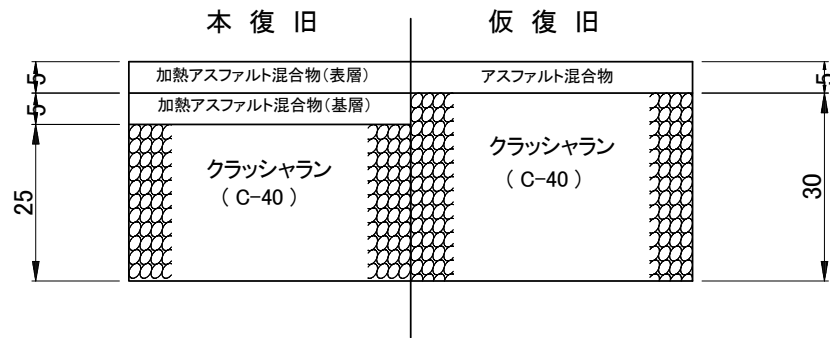 本復旧
仮復旧
5
加熱アスファルト混合物(表層)
アスファルト混合物
5
5
加熱アスファルト混合物(基層)
25
クラッシャラン
( C-40 )
クラッシャラン
( C-40 )
30